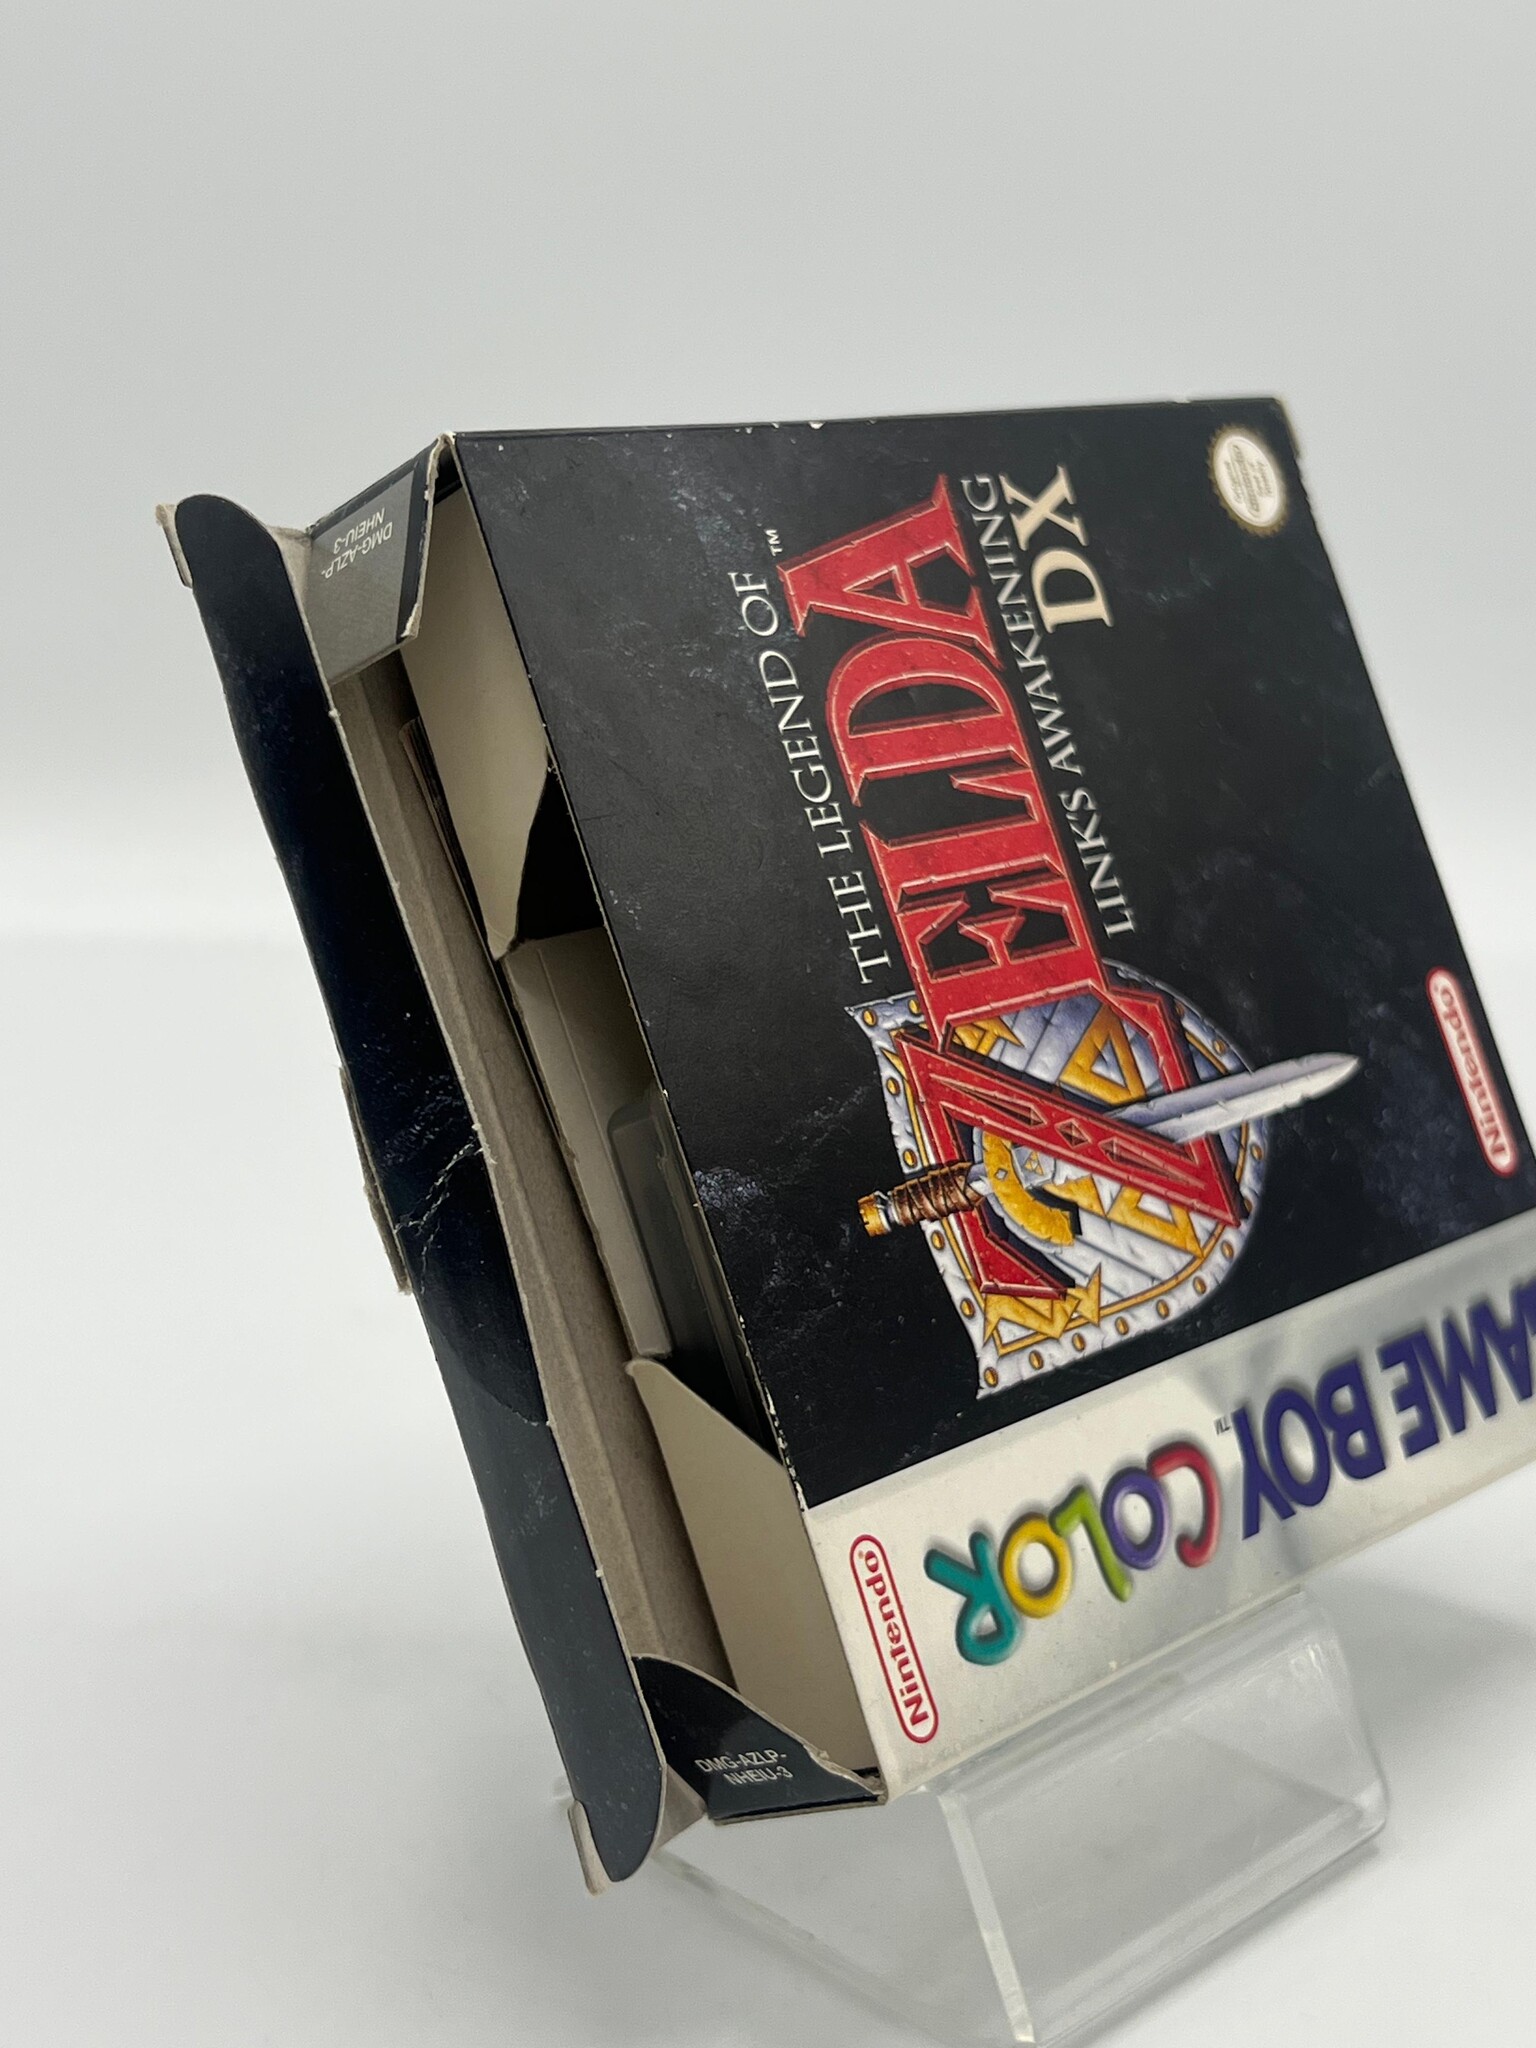 THE LEGEND OF™
ZELDA
LINK'S AWAKENING
DX
Nintendo®
GAME BOY™ COLOR
Nintendo®
DMG-AZLP-
NHEIU-3
DMG-AZLP-
NHEIU-3